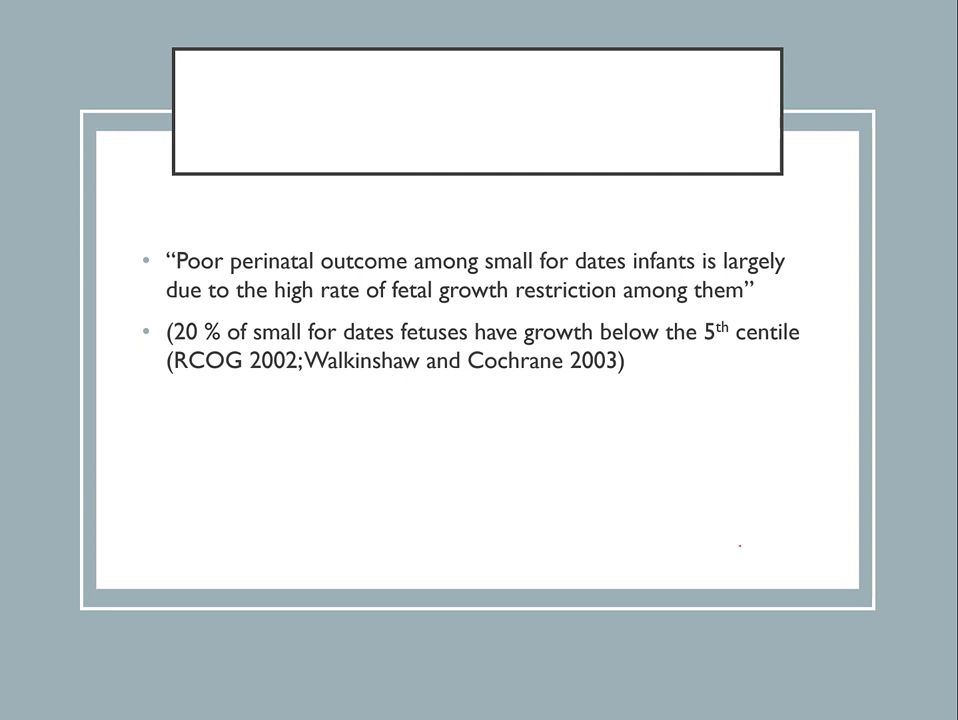 • “Poor perinatal outcome among small for dates infants is largely
due to the high rate of fetal growth restriction among them”
• (20 % of small for dates fetuses have growth below the 5th centile
(RCOG 2002; Walkinshaw and Cochrane 2003)